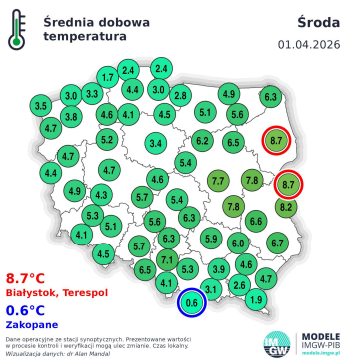 Średnia dobowa
temperatura
Środa
01.04.2026
2.4 2.4
1.7
3.0 3.3 4.4 3.0 2.8 4.9 6.3
3.5
3.8 4.6 4.1 4.5 5.1 5.6
4.7
5.2 3.4 6.2 6.5 8.7
4.7
4.4 4.7 5.4
4.6 7.7 7.8 8.7
4.9 4.3 5.7 5.4
7.8 8.2
5.3 5.1 5.6 6.3 6.6
4.1
5.7 6.3 5.9 6.0 6.7
4.5 7.1
6.5 5.3 3.9 4.6
4.1 4.7
8.7°C
Białystok, Terespol
0.6 3.1 2.6 1.9
0.6°C
Zakopane
Dane operacyjne ze stacji synoptycznych. Prezentowane wartości
w procesie kontroli i weryfikacji mogą ulec zmianie. Czas lokalny.
Wizualizacja danych: dr Alan Mandal
IMGW
MODELE
IMGW-PIB
modele.imgw.pl